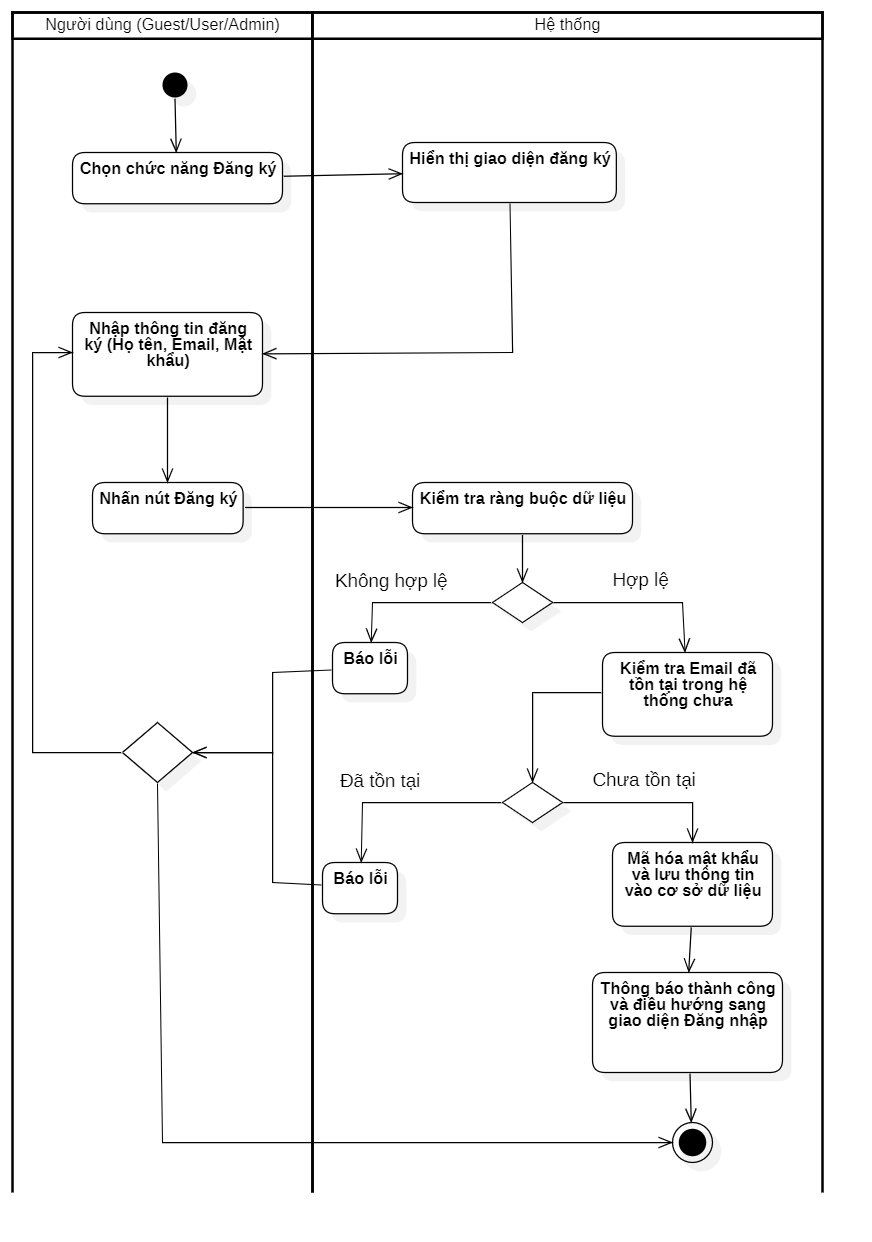 Người dùng (Guest/User/Admin)
Hệ thống
Chọn chức năng Đăng ký
Hiển thị giao diện đăng ký
Nhập thông tin đăng
ký (Họ tên, Email, Mật
khẩu)
Nhấn nút Đăng ký
Kiểm tra ràng buộc dữ liệu
Không hợp lệ
Hợp lệ
Báo lỗi
Kiểm tra Email đã
tồn tại trong hệ
thống chưa
Đã tồn tại
Chưa tồn tại
Báo lỗi
Mã hóa mật khẩu
và lưu thông tin
vào cơ sở dữ liệu
Thông báo thành công
và điều hướng sang
giao diện Đăng nhập